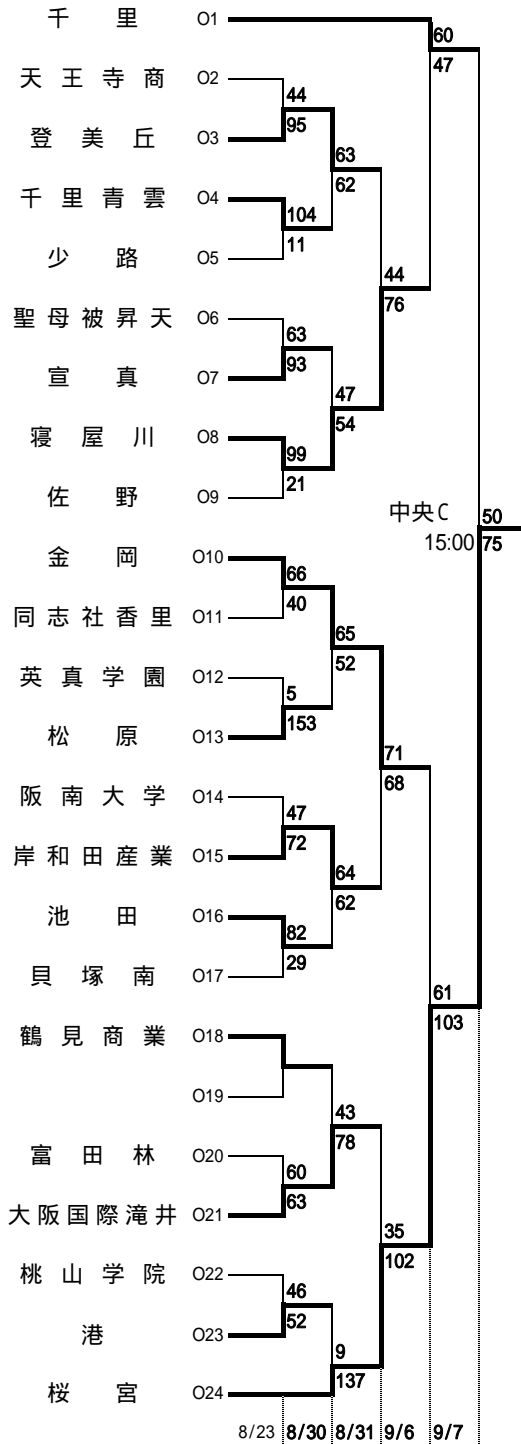 千里 O1
60
47
天王寺商 O2
44
95
登美丘 O3
63
62
千里青雲 O4
104
11
少路 O5
44
76
聖母被昇天 O6
63
93
宣真 O7
47
54
寝屋川 O8
99
21
佐野 O9
中央C
15:00
50
75
金岡 O10
66
40
同志社香里 O11
65
52
英真学園 O12
5
153
松原 O13
71
68
阪南大学 O14
47
72
岸和田産業 O15
64
62
池田 O16
82
29
貝塚南 O17
61
103
鶴見商業 O18
O19
43
78
富田林 O20
60
63
大阪国際滝井 O21
35
102
桃山学院 O22
46
52
港 O23
9
137
桜宮 O24
8/23 8/30 8/31 9/6 9/7